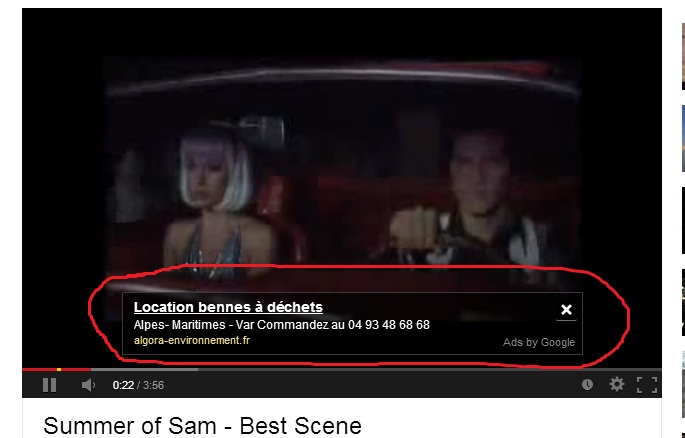 Location bennes à déchets
Alpes- Maritimes - Var Commandez au 04 93 48 68 68
algora-environnement.fr
Ads by Google
0:22 / 3:56
Summer of Sam - Best Scene